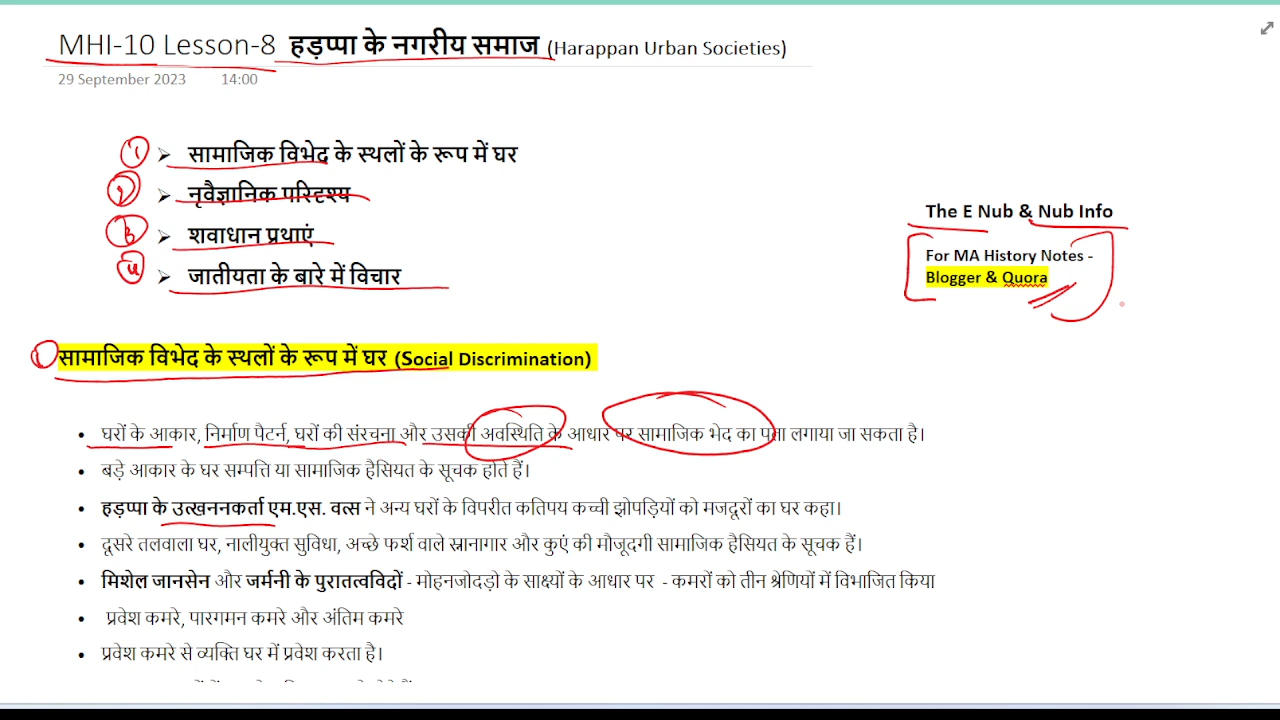 MHI-10 Lesson-8 हड़प्पा के नगरीय समाज (Harappan Urban Societies)
29 September 2023 14:00
1 ➢ सामाजिक विभेद के स्थलों के रूप में घर
2 ➢ नृवैज्ञानिक परिदृश्य
3 ➢ शवाधान प्रथाएं
4 ➢ जातीयता के बारे में विचार
The E Nub & Nub Info
For MA History Notes -
Blogger & Quora
1 सामाजिक विभेद के स्थलों के रूप में घर (Social Discrimination)
• घरों के आकार, निर्माण पैटर्न, घरों की संरचना और उसकी अवस्थिति के आधार पर सामाजिक भेद का पता लगाया जा सकता है।
• बड़े आकार के घर सम्पत्ति या सामाजिक हैसियत के सूचक होते हैं।
• हड़प्पा के उत्खननकर्ता एम.एस. वत्स ने अन्य घरों के विपरीत कतिपय कच्ची झोपड़ियों को मजदूरों का घर कहा।
• दूसरे तलवाला घर, नालीयुक्त सुविधा, अच्छे फर्श वाले स्नानागार और कुएं की मौजूदगी सामाजिक हैसियत के सूचक हैं।
• मिशेल जानसेन और जर्मनी के पुरातत्वविदों - मोहनजोदड़ो के साक्ष्यों के आधार पर - कमरों को तीन श्रेणियों में विभाजित किया
• प्रवेश कमरे, पारगमन कमरे और अंतिम कमरे
• प्रवेश कमरे से व्यक्ति घर में प्रवेश करता है।